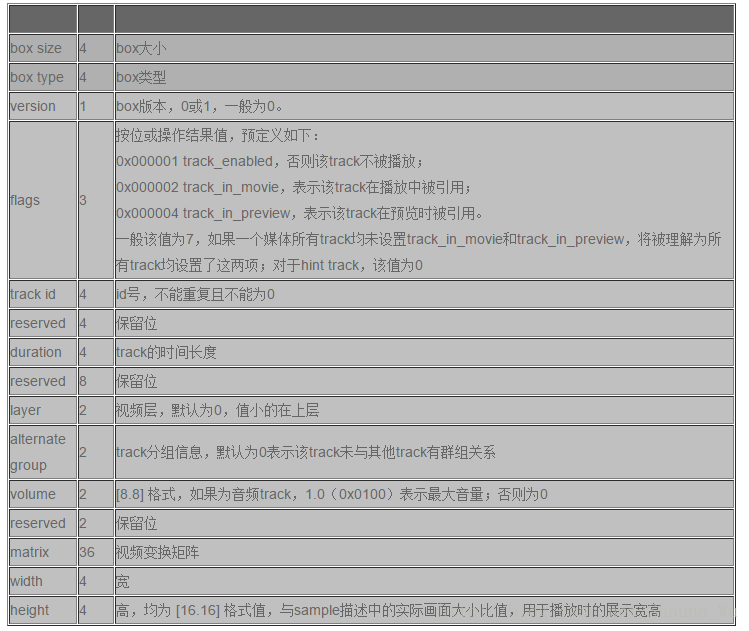 box size 4 box大小
box type 4 box类型
version 1 box版本，0或1，一般为0。
flags 3 按位或操作结果值，预定义如下：
0x000001 track_enabled，否则该track不被播放；
0x000002 track_in_movie，表示该track在播放中被引用；
0x000004 track_in_preview，表示该track在预览时被引用。
一般该值为7，如果一个媒体所有track均未设置track_in_movie和track_in_preview，将被理解为所
有track均设置了这两项；对于hint track，该值为0
track id 4 id号，不能重复且不能为0
reserved 4 保留位
duration 4 track的时间长度
reserved 8 保留位
layer 2 视频层，默认为0，值小的在上层
alternate
group 2 track分组信息，默认为0表示该track未与其他track有群组关系
volume 2 [8.8] 格式，如果为音频track，1.0（0x0100）表示最大音量；否则为0
reserved 2 保留位
matrix 36 视频变换矩阵
width 4 宽
height 4 高，均为 [16.16] 格式值，与sample描述中的实际画面大小比值，用于播放时的展示宽高